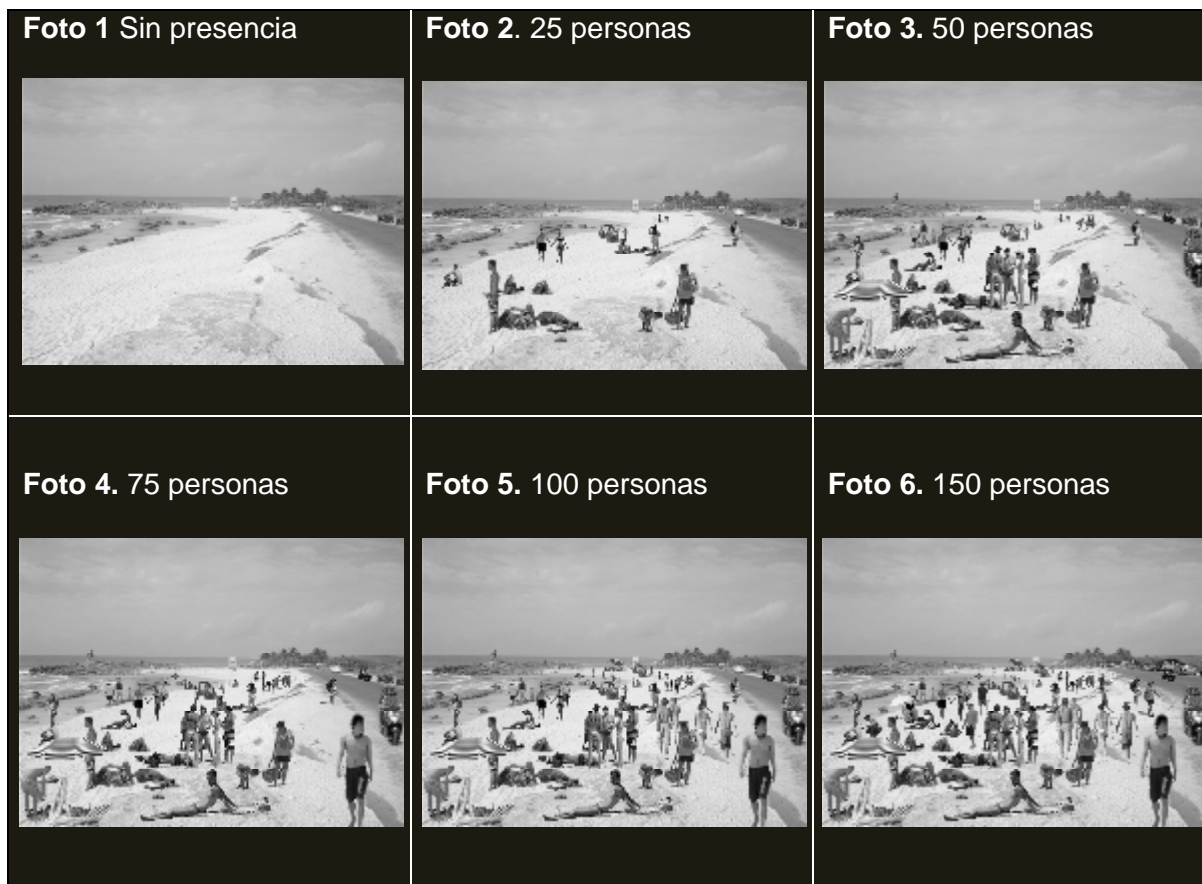 Foto 1 Sin presencia
Foto 2. 25 personas
Foto 3. 50 personas
Foto 4. 75 personas
Foto 5. 100 personas
Foto 6. 150 personas